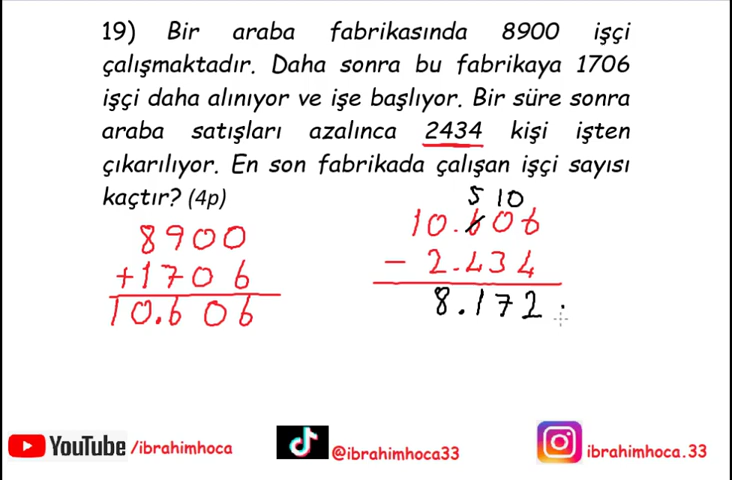 19) Bir araba fabrikasında 8900 işçi
çalışmaktadır. Daha sonra bu fabrikaya 1706
işçi daha alınıyor ve işe başlıyor. Bir süre sonra
araba satışları azalınca 2434 kişi işten
çıkarılıyor. En son fabrikada çalışan işçi sayısı
kaçtır? (4p)
8900
+1706
10.606
5 10
10.606
- 2.434
8.172
YouTube /ibrahimhoca
@ibrahimhoca33
ibrahimhoca.33